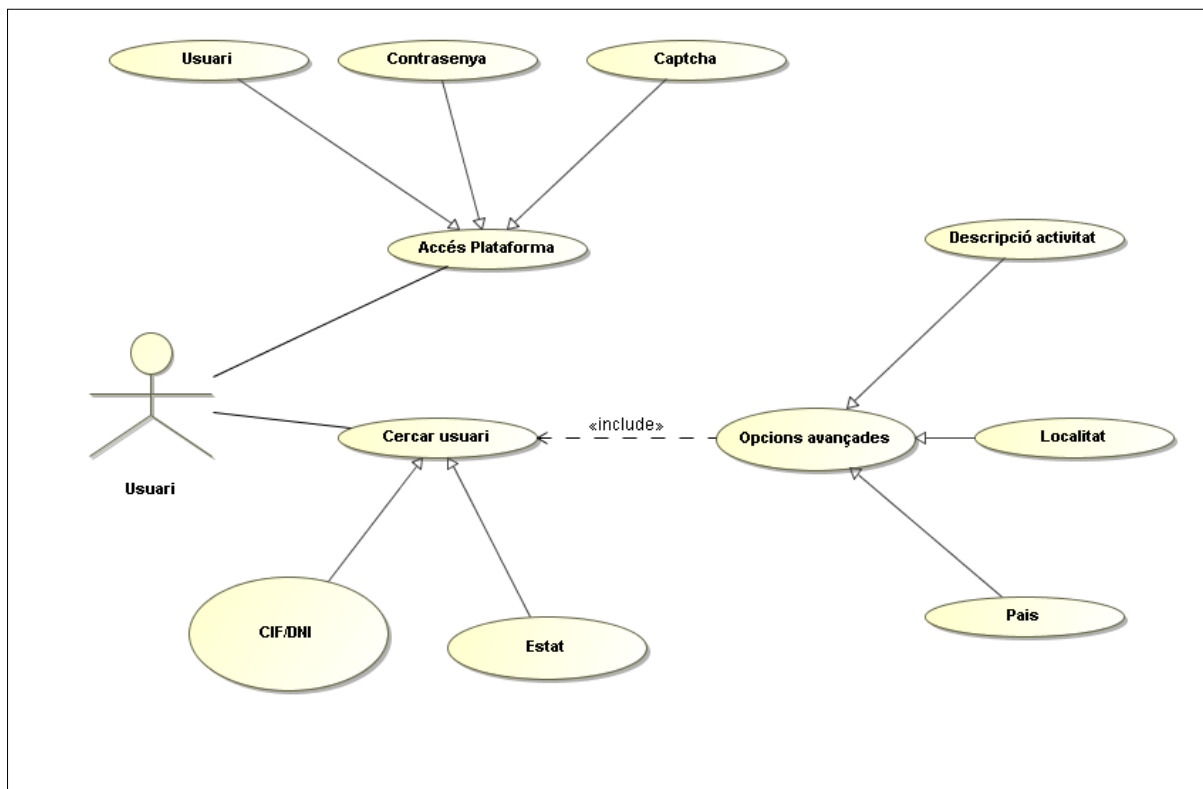 Usuari
Contrasenya
Captcha
Accés Plataforma
Descripció activitat
«include»
Cercar usuari
Opcions avançades
Localitat
Usuari
CIF/DNI
Estat
Pais